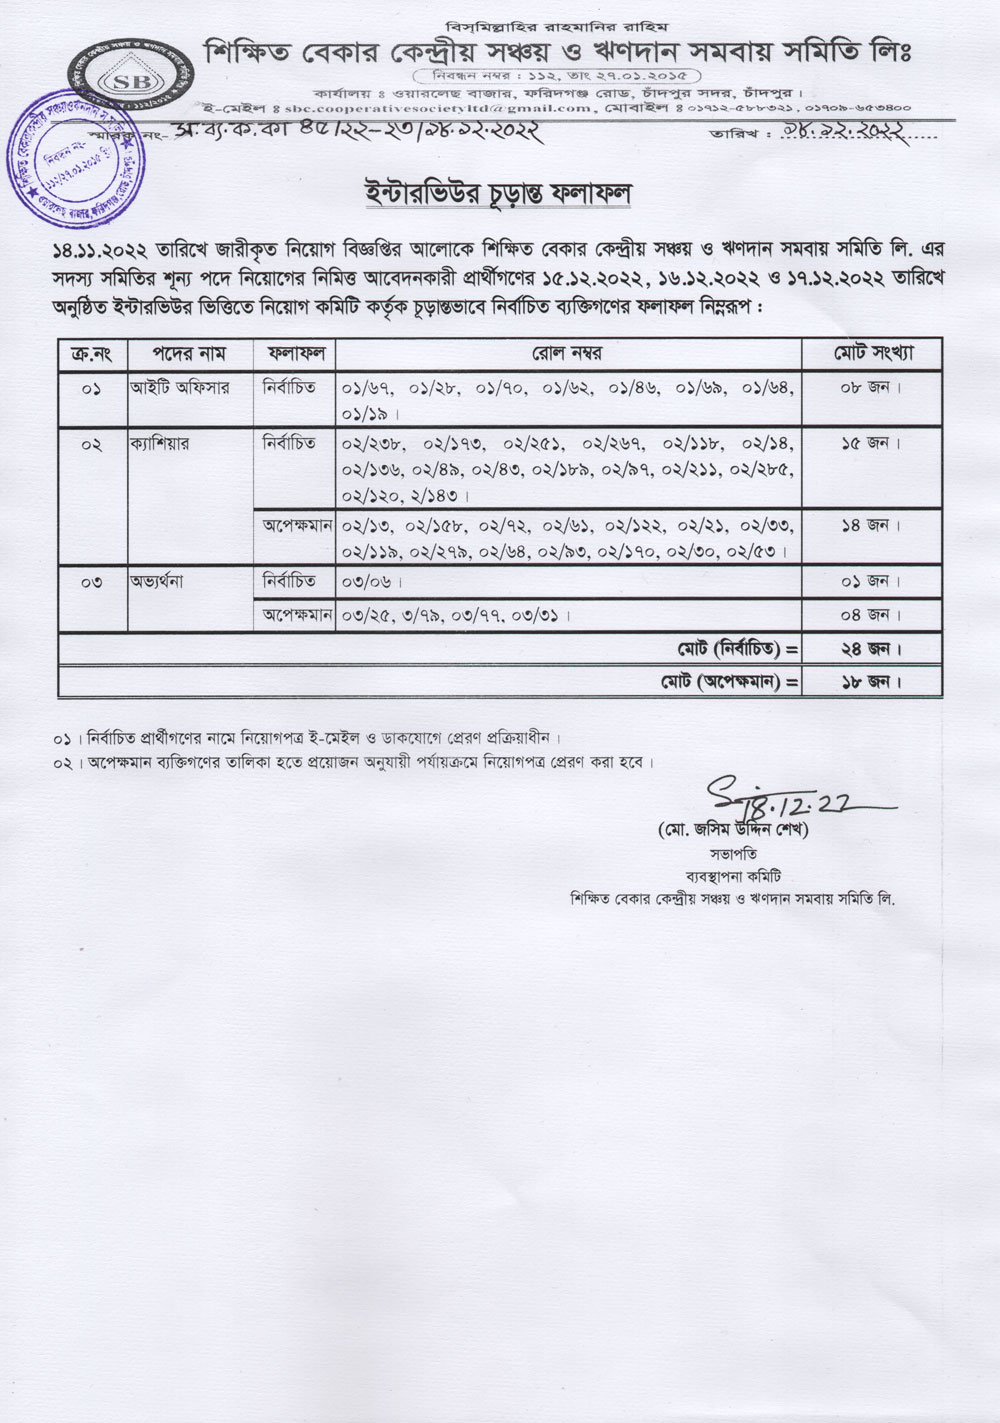 বিস্‌মিল্লাহির রাহমানির রাহিম
শিক্ষিত বেকার কেন্দ্রীয় সঞ্চয় ও ঋণদান সমবায় সমিতি লিঃ
নিবন্ধন নম্বর : ১১২, তাং ২৭.০১.২০১৫
কার্যালয় ঃ ওয়ারলেছ বাজার, ফরিদগঞ্জ রোড, চাঁদপুর সদর, চাঁদপুর।
ই-মেইল ঃ sbc.cooperativesocietyltd@gmail.com, মোবাইল ঃ ০১৭১২-৫৮৮৩২১, ০১৭০৯-৬৫৩৪০০
SB
স্মারক নং- অ.ব্য.ক.কা ৪৫/২২-২৩/১৮.১২.২০২২ তারিখ : ১৮.১২.২০২২
ইন্টারভিউর চূড়ান্ত ফলাফল
১৪.১১.২০২২ তারিখে জারীকৃত নিয়োগ বিজ্ঞপ্তির আলোকে শিক্ষিত বেকার কেন্দ্রীয় সঞ্চয় ও ঋণদান সমবায় সমিতি লি. এর
সদস্য সমিতির শূন্য পদে নিয়োগের নিমিত্ত আবেদনকারী প্রার্থীগণের ১৫.১২.২০২২, ১৬.১২.২০২২ ও ১৭.১২.২০২২ তারিখে
অনুষ্ঠিত ইন্টারভিউর ভিত্তিতে নিয়োগ কমিটি কর্তৃক চূড়ান্তভাবে নির্বাচিত ব্যক্তিগণের ফলাফল নিম্নরূপ :
ক্র.নং পদের নাম ফলাফল রোল নম্বর মোট সংখ্যা
০১ আইটি অফিসার নির্বাচিত ০১/৬৭, ০১/২৮, ০১/৭০, ০১/৬২, ০১/৪৬, ০১/৬৯, ০১/৬৪, ০৮ জন।
০১/১৯।
০২ ক্যাশিয়ার নির্বাচিত ০২/২৩৮, ০২/১৭৩, ০২/২৫১, ০২/২৬৭, ০২/১১৮, ০২/১৪, ১৫ জন।
০২/১৩৬, ০২/৪৯, ০২/৪৩, ০২/১৮৯, ০২/৯৭, ০২/২১১, ০২/২৮৫,
০২/১২০, ২/১৪৩।
অপেক্ষমান ০২/১৩, ০২/১৫৮, ০২/৭২, ০২/৬১, ০২/১২২, ০২/২১, ০২/৩৩, ১৪ জন।
০২/১১৯, ০২/২৭৯, ০২/৬৪, ০২/৯৩, ০২/১৭০, ০২/৩০, ০২/৫৩।
০৩ অভ্যর্থনা নির্বাচিত ০৩/০৬। ০১ জন।
অপেক্ষমান ০৩/২৫, ৩/৭৯, ০৩/৭৭, ০৩/৩১। ০৪ জন।
মোট (নির্বাচিত) = ২৪ জন।
মোট (অপেক্ষমান) = ১৮ জন।
০১। নির্বাচিত প্রার্থীগণের নামে নিয়োগপত্র ই-মেইল ও ডাকযোগে প্রেরণ প্রক্রিয়াধীন।
০২। অপেক্ষমান ব্যক্তিগণের তালিকা হতে প্রয়োজন অনুযায়ী পর্যায়ক্রমে নিয়োগপত্র প্রেরণ করা হবে।
18.12.22
(মো. জসিম উদ্দিন শেখ)
সভাপতি
ব্যবস্থাপনা কমিটি
শিক্ষিত বেকার কেন্দ্রীয় সঞ্চয় ও ঋণদান সমবায় সমিতি লি.